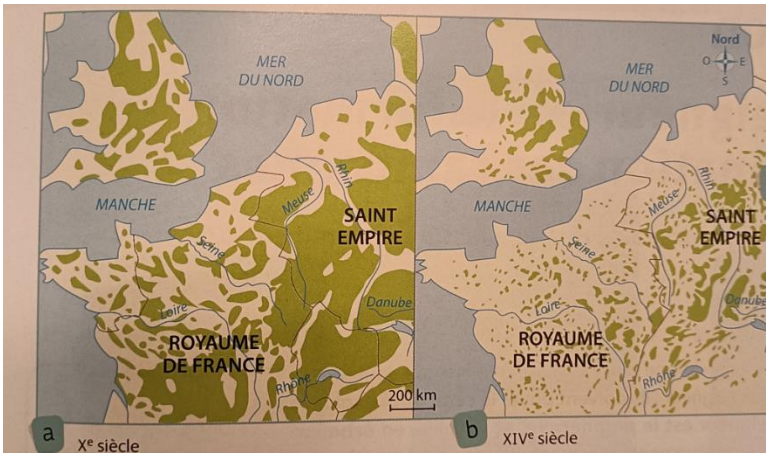 MER
DU NORD
MANCHE
Meuse
Rhin
SAINT
EMPIRE
Seine
Danube
Loire
ROYAUME
DE FRANCE
Rhône
200 km
a
Xe siècle
Nord
O
E
S
MER
DU NORD
MANCHE
Meuse
Rhin
SAINT
EMPIRE
Seine
Danube
Loire
ROYAUME
DE FRANCE
Rhône
b
XIVe siècle